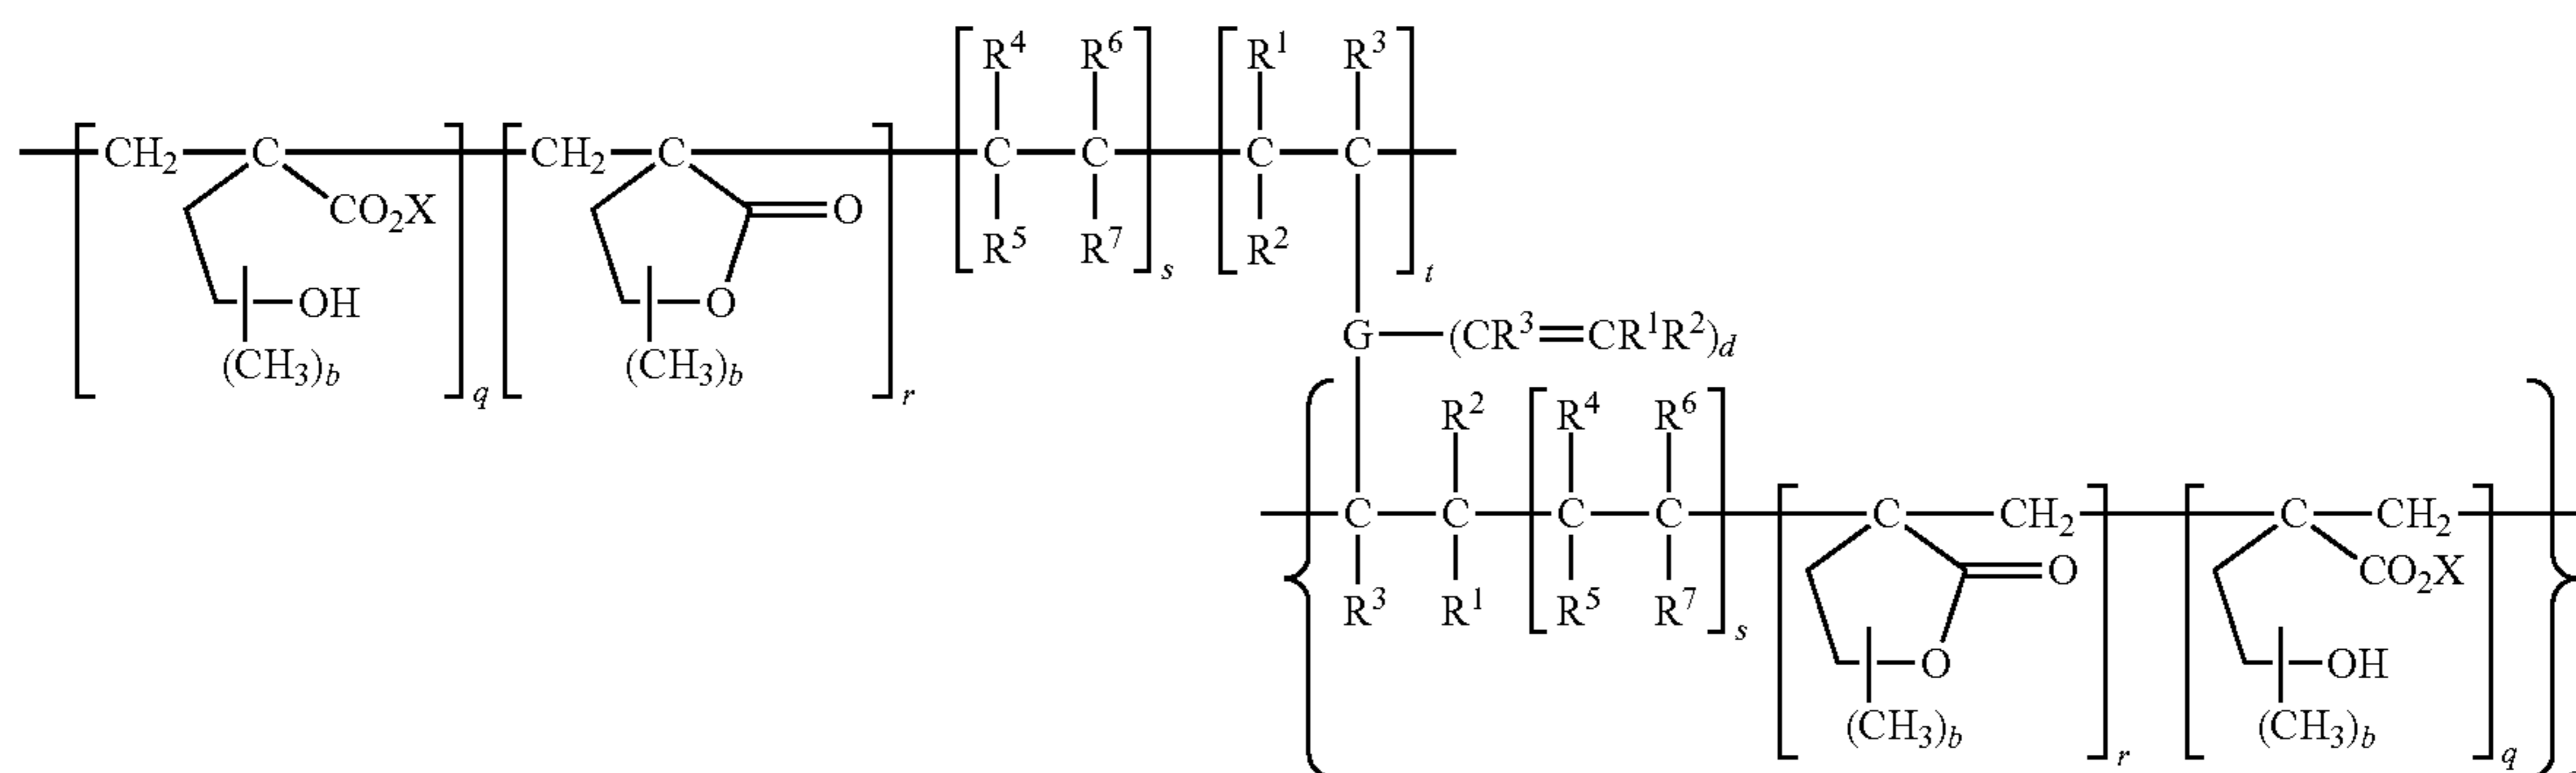 R⁴ R⁶ R¹ R³
CH₂ C CH₂ C C C C C
CO₂X O
R⁵ R⁷ R² s t
OH O
(CH₃)b (CH₃)b
q r
G (CR³=CR¹R²)d
R² R⁴ R⁶
C C C C C CH₂ C CH₂
O CO₂X
R³ R¹ R⁵ R⁷ s
O OH
(CH₃)b (CH₃)b
r q